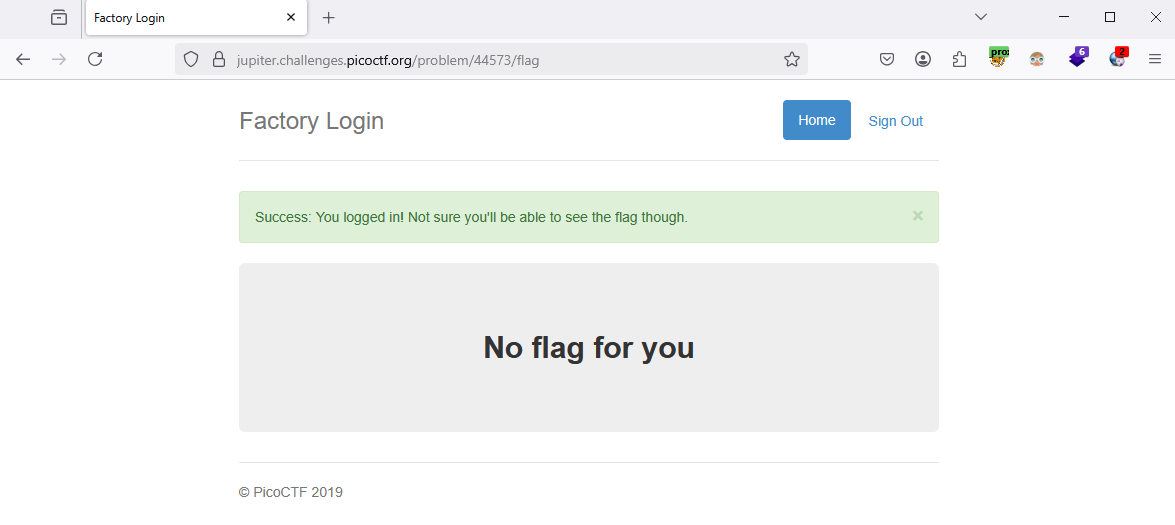 Factory Login
jupiter.challenges.picoctf.org/problem/44573/flag
prox
6
2
Factory Login
Home
Sign Out
Success: You logged in! Not sure you'll be able to see the flag though.
×
No flag for you
© PicoCTF 2019